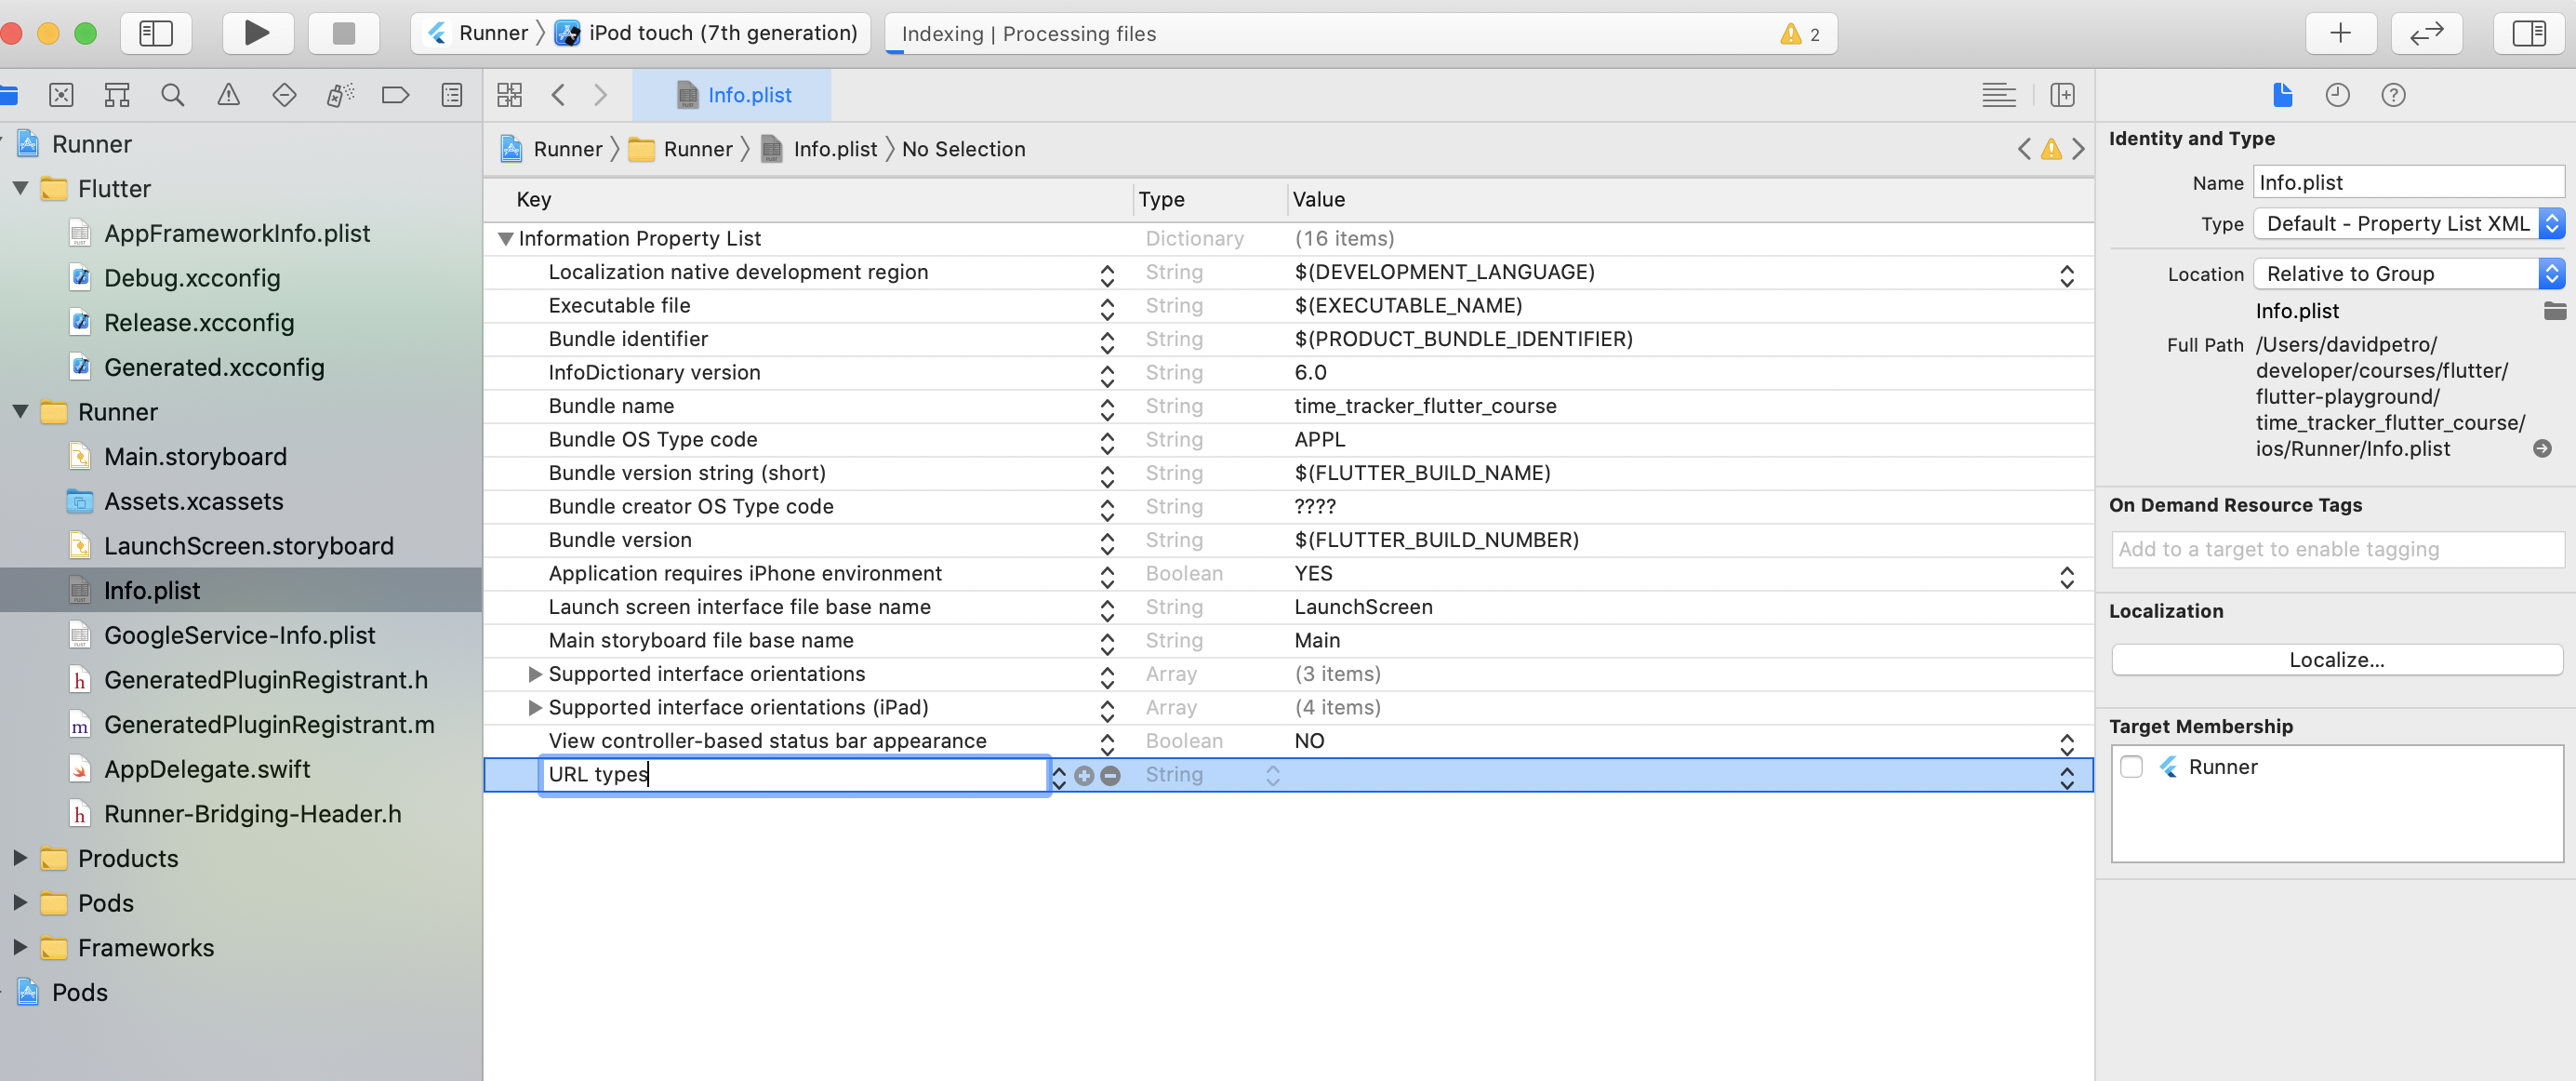 Runner
iPod touch (7th generation)
Indexing | Processing files
2
Info.plist
Runner
Flutter
AppFrameworkInfo.plist
Debug.xcconfig
Release.xcconfig
Generated.xcconfig
Runner
Main.storyboard
Assets.xcassets
LaunchScreen.storyboard
Info.plist
GoogleService-Info.plist
GeneratedPluginRegistrant.h
GeneratedPluginRegistrant.m
AppDelegate.swift
Runner-Bridging-Header.h
Products
Pods
Frameworks
Pods
Runner Runner Info.plist No Selection
Key Type Value
Information Property List Dictionary (16 items)
Localization native development region String $(DEVELOPMENT_LANGUAGE)
Executable file String $(EXECUTABLE_NAME)
Bundle identifier String $(PRODUCT_BUNDLE_IDENTIFIER)
InfoDictionary version String 6.0
Bundle name String time_tracker_flutter_course
Bundle OS Type code String APPL
Bundle version string (short) String $(FLUTTER_BUILD_NAME)
Bundle creator OS Type code String ????
Bundle version String $(FLUTTER_BUILD_NUMBER)
Application requires iPhone environment Boolean YES
Launch screen interface file base name String LaunchScreen
Main storyboard file base name String Main
Supported interface orientations Array (3 items)
Supported interface orientations (iPad) Array (4 items)
View controller-based status bar appearance Boolean NO
URL types String
Identity and Type
Name Info.plist
Type Default - Property List XML
Location Relative to Group
Info.plist
Full Path /Users/davidpetro/
developer/courses/flutter/
flutter-playground/
time_tracker_flutter_course/
ios/Runner/Info.plist
On Demand Resource Tags
Add to a target to enable tagging
Localization
Localize...
Target Membership
Runner